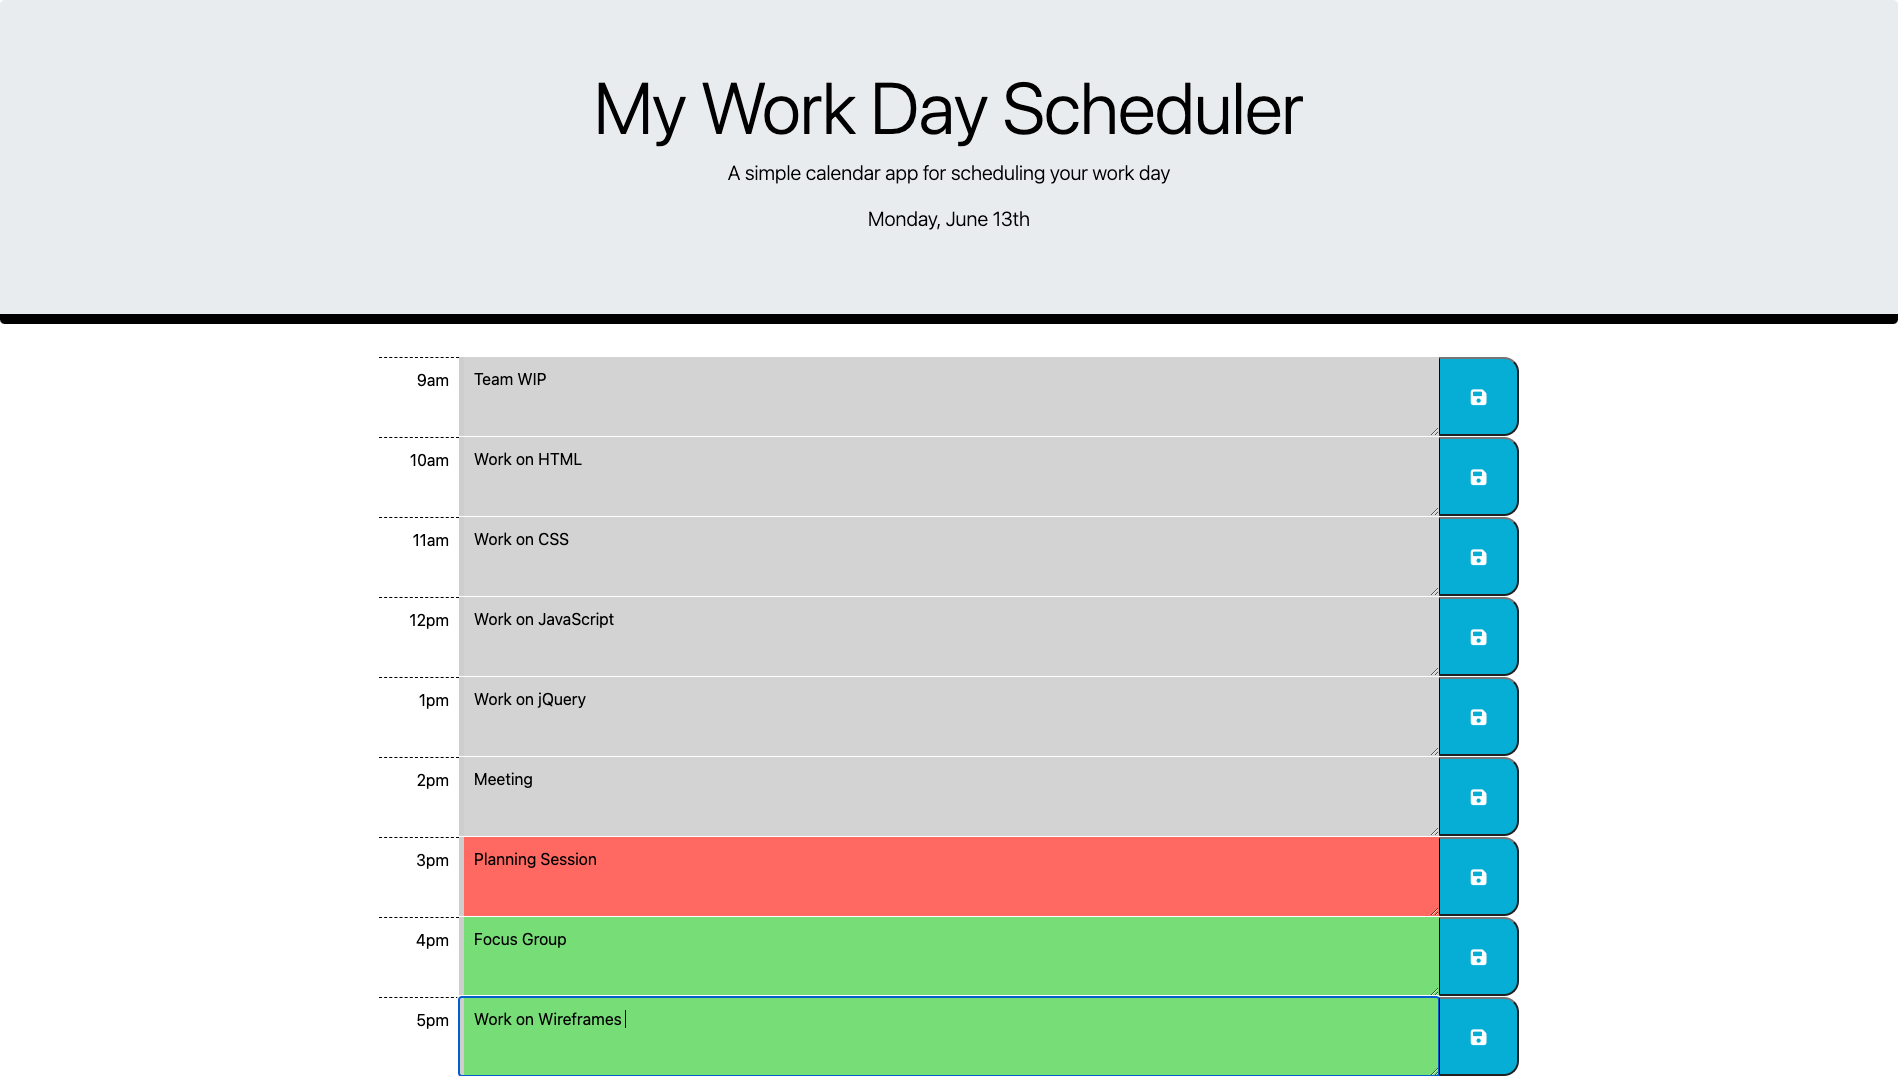 My Work Day Scheduler
A simple calendar app for scheduling your work day
Monday, June 13th
9am Team WIP
10am Work on HTML
11am Work on CSS
12pm Work on JavaScript
1pm Work on jQuery
2pm Meeting
3pm Planning Session
4pm Focus Group
5pm Work on Wireframes